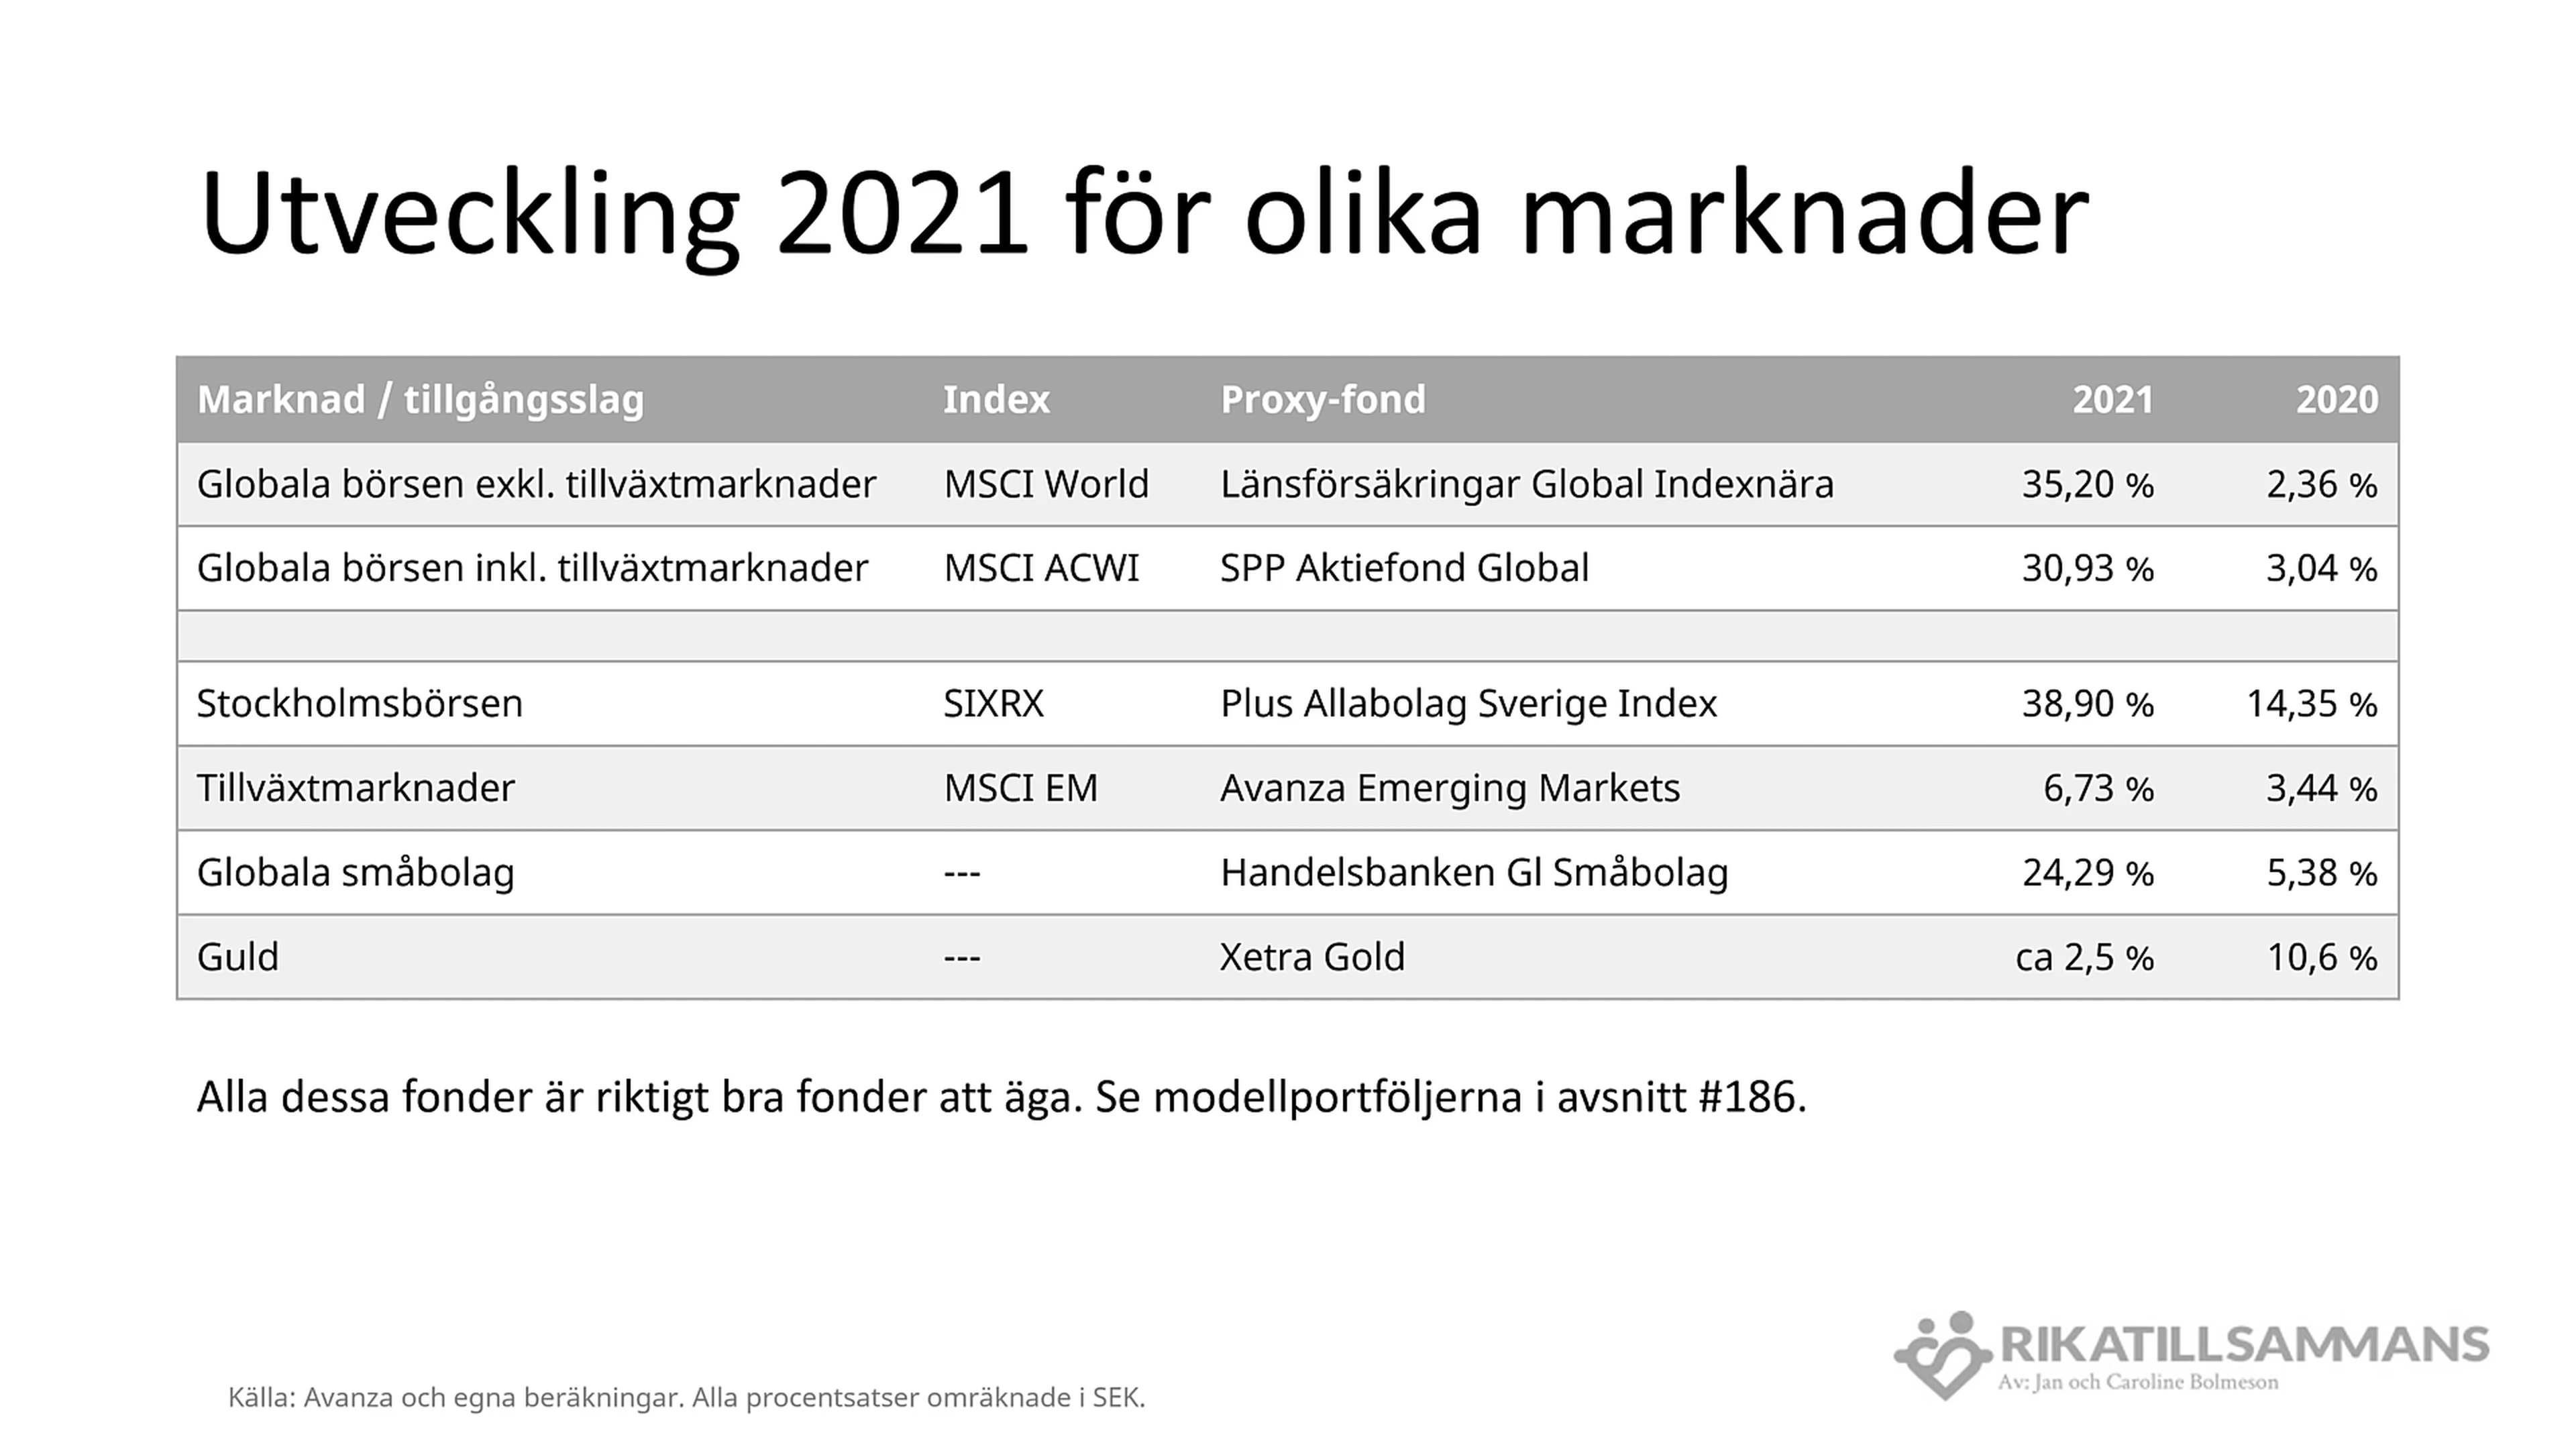 Utveckling 2021 för olika marknader
Marknad / tillgångsslag Index Proxy-fond 2021 2020
Globala börsen exkl. tillväxtmarknader MSCI World Länsförsäkringar Global Indexnära 35,20 % 2,36 %
Globala börsen inkl. tillväxtmarknader MSCI ACWI SPP Aktiefond Global 30,93 % 3,04 %
Stockholmsbörsen SIXRX Plus Allabolag Sverige Index 38,90 % 14,35 %
Tillväxtmarknader MSCI EM Avanza Emerging Markets 6,73 % 3,44 %
Globala småbolag --- Handelsbanken Gl Småbolag 24,29 % 5,38 %
Guld --- Xetra Gold ca 2,5 % 10,6 %
Alla dessa fonder är riktigt bra fonder att äga. Se modellportföljerna i avsnitt #186.
RIKATILLSAMMANS
Av: Jan och Caroline Bolmeson
Källa: Avanza och egna beräkningar. Alla procentsatser omräknade i SEK.